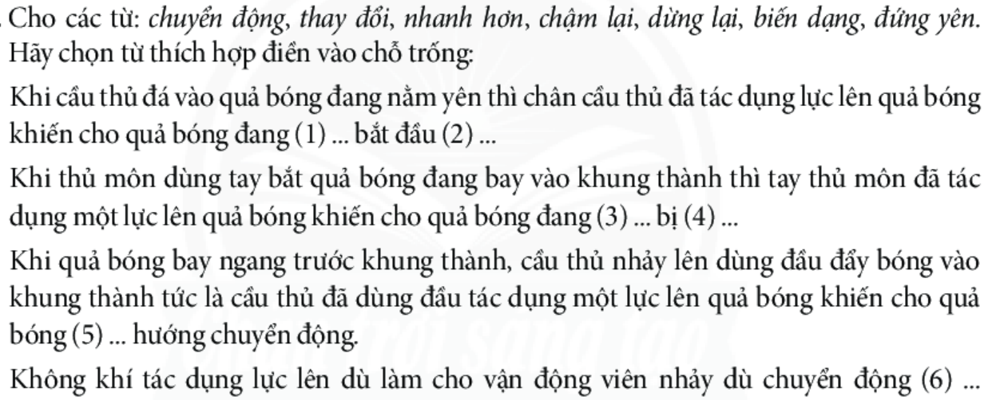 Cho các từ: chuyển động, thay đổi, nhanh hơn, chậm lại, dừng lại, biến dạng, đứng yên.
Hãy chọn từ thích hợp điền vào chỗ trống:
Khi cầu thủ đá vào quả bóng đang nằm yên thì chân cầu thủ đã tác dụng lực lên quả bóng
khiến cho quả bóng đang (1) ... bắt đầu (2) ...
Khi thủ môn dùng tay bắt quả bóng đang bay vào khung thành thì tay thủ môn đã tác
dụng một lực lên quả bóng khiến cho quả bóng đang (3) ... bị (4) ...
Khi quả bóng bay ngang trước khung thành, cầu thủ nhảy lên dùng đầu đẩy bóng vào
khung thành tức là cầu thủ đã dùng đầu tác dụng một lực lên quả bóng khiến cho quả
bóng (5) ... hướng chuyển động.
Chân trời sáng tạo
Không khí tác dụng lực lên dù làm cho vận động viên nhảy dù chuyển động (6) ...